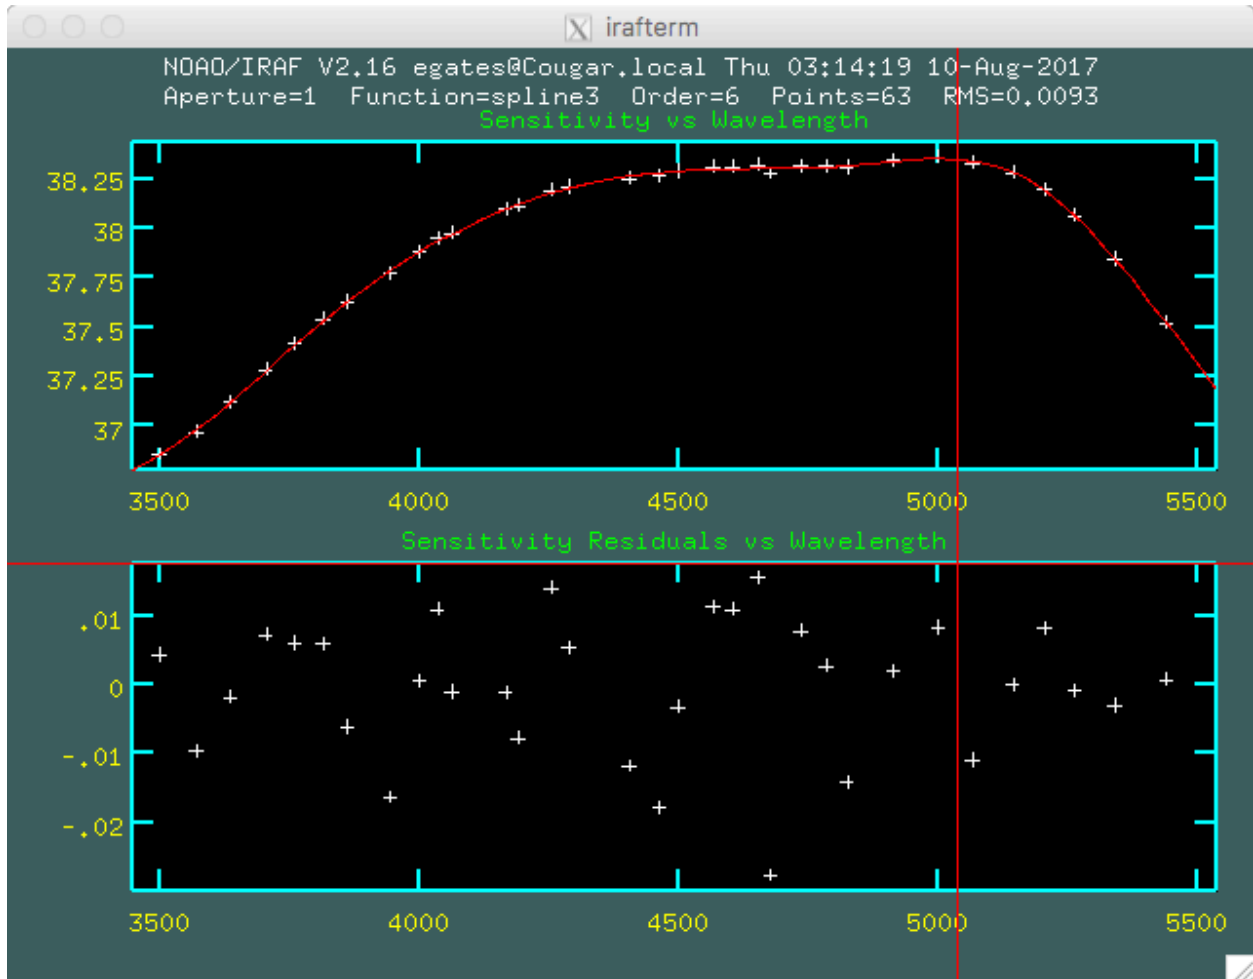 irafterm
NOAO/IRAF V2.16 egates@Cougar.local Thu 03:14:19 10-Aug-2017
Aperture=1 Function=spline3 Order=6 Points=63 RMS=0.0093
Sensitivity vs Wavelength
38.25
38
37.75
37.5
37.25
37
3500 4000 4500 5000 5500
Sensitivity Residuals vs Wavelength
.01
0
-.01
-.02
3500 4000 4500 5000 5500